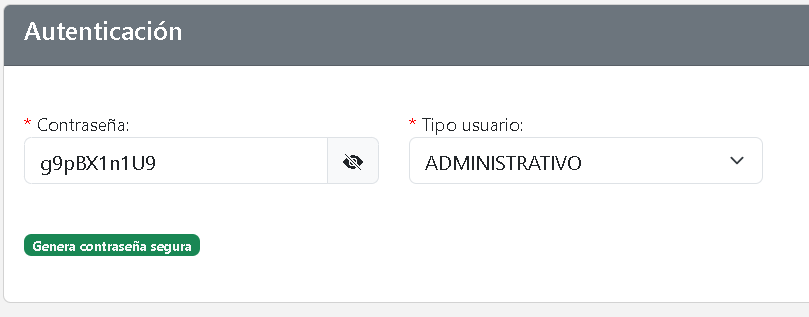 Autenticación
* Contraseña:
* Tipo usuario:
g9pBX1n1U9
ADMINISTRATIVO
Genera contraseña segura